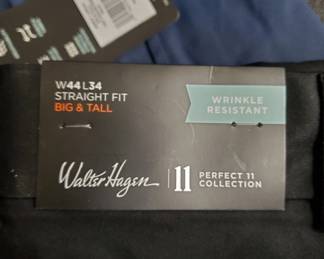 W44 L34
STRAIGHT FIT
BIG & TALL
WRINKLE
RESISTANT
Walter Hagen
11
PERFECT 11
COLLECTION